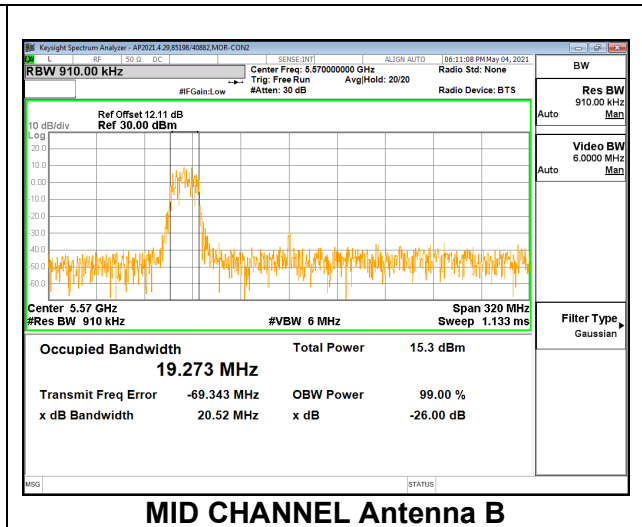 Keysight Spectrum Analyzer - AP2021.4.29,85198/40882,MOR-CON2
L RF 50 Ω DC SENSE:INT ALIGN AUTO 06:11:08 PM May 04, 2021
RBW 910.00 kHz Center Freq: 5.570000000 GHz Radio Std: None
Trig: Free Run Avg|Hold: 20/20
#IFGain:Low #Atten: 30 dB Radio Device: BTS
BW
Res BW
910.00 kHz
Auto Man
Video BW
6.0000 MHz
Auto Man
Filter Type
Gaussian
Ref Offset 12.11 dB
10 dB/div Ref 30.00 dBm
Log
20.0
10.0
0.00
-10.0
-20.0
-30.0
-40.0
-50.0
-60.0
Center 5.57 GHz Span 320 MHz
#Res BW 910 kHz #VBW 6 MHz Sweep 1.133 ms
Occupied Bandwidth Total Power 15.3 dBm
19.273 MHz
Transmit Freq Error -69.343 MHz OBW Power 99.00 %
x dB Bandwidth 20.52 MHz x dB -26.00 dB
MSG STATUS
MID CHANNEL Antenna B